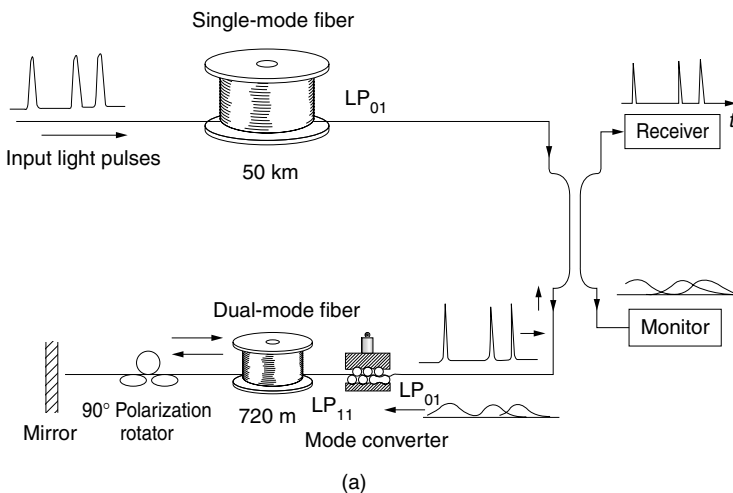 Single-mode fiber
LP01
Input light pulses
50 km
Receiver
t
Dual-mode fiber
Monitor
Mirror
90° Polarization
rotator
720 m
LP11
LP01
Mode converter
(a)